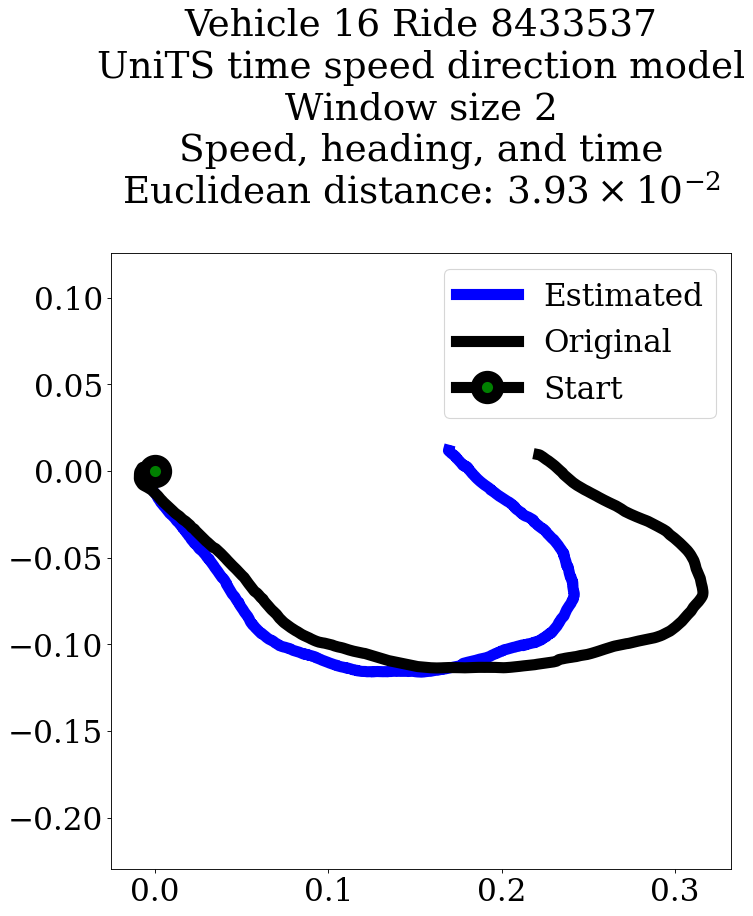 Vehicle 16 Ride 8433537
UniTS time speed direction model
Window size 2
Speed, heading, and time
Euclidean distance: 3.93 × 10⁻²
Estimated
Original
Start
0.10
0.05
0.00
−0.05
−0.10
−0.15
−0.20
0.0 0.1 0.2 0.3